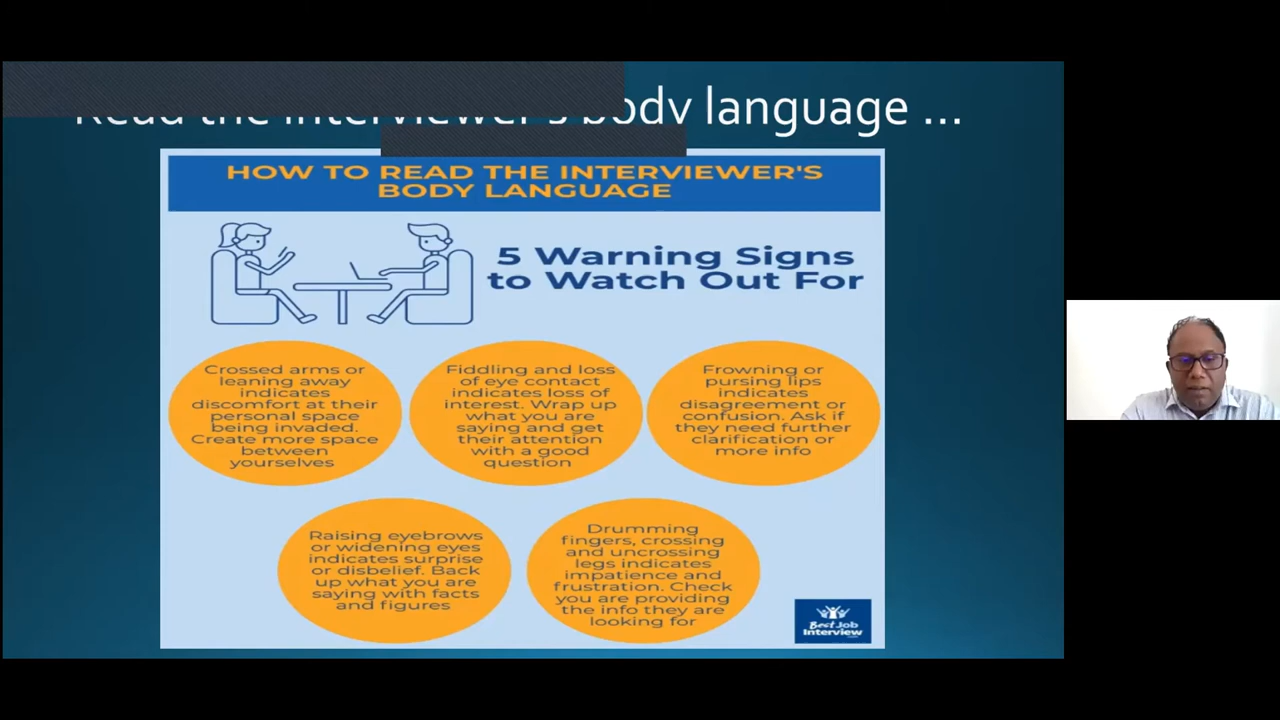 Read the interviewer's body language ...
HOW TO READ THE INTERVIEWER'S
BODY LANGUAGE
5 Warning Signs
to Watch Out For
Crossed arms or
leaning away
indicates
discomfort at their
personal space
being invaded.
Create more space
between
yourselves
Fiddling and loss
of eye contact
indicates loss of
interest. Wrap up
what you are
saying and get
their attention
with a good
question
Frowning or
pursing lips
indicates
disagreement or
confusion. Ask if
they need further
clarification or
more info
Raising eyebrows
or widening eyes
indicates surprise
or disbelief. Back
up what you are
saying with facts
and figures
Drumming
fingers, crossing
and uncrossing
legs indicates
impatience and
frustration. Check
you are providing
the info they are
looking for
Best Job
Interview